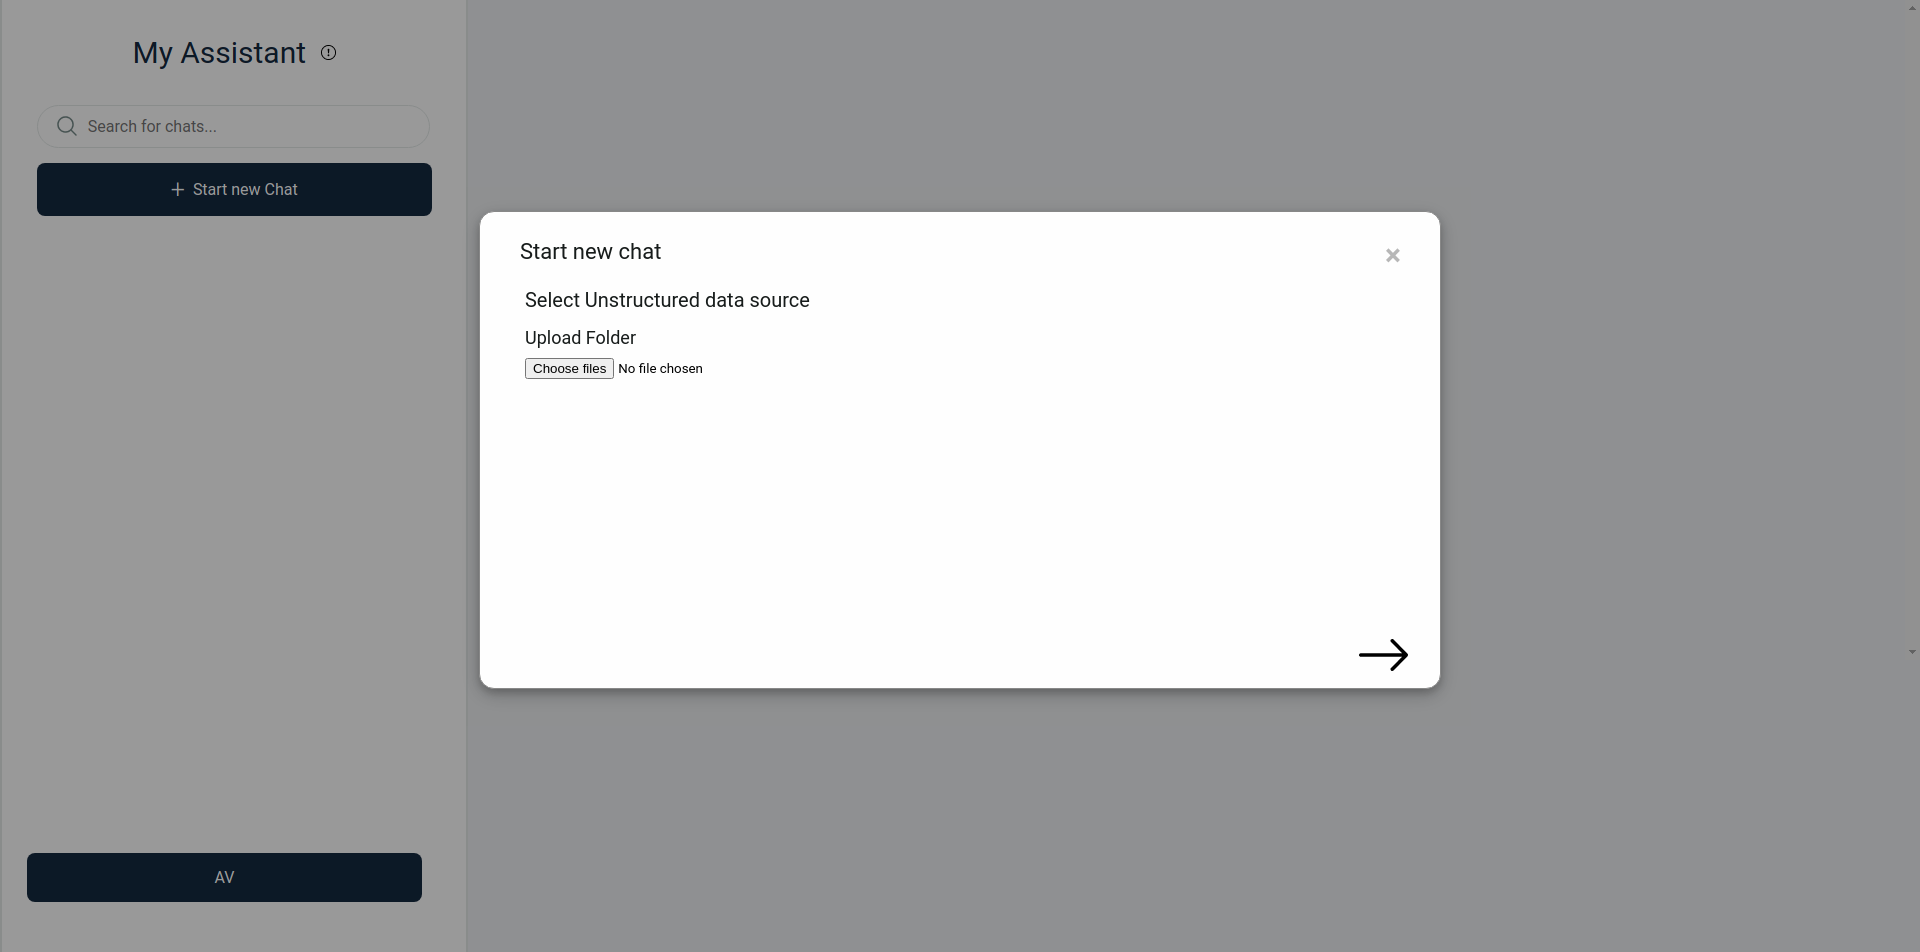 My Assistant
Search for chats...
Start new Chat
Start new chat
Select Unstructured data source
Upload Folder
Choose files No file chosen
AV